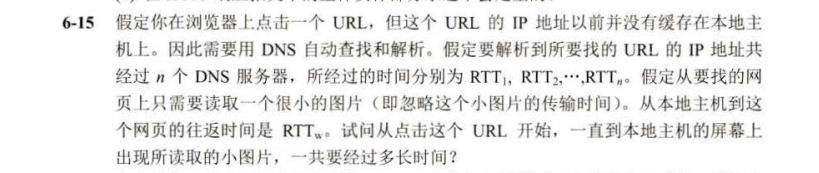 6-15 假定你在浏览器上点击一个 URL，但这个 URL 的 IP 地址以前并没有缓存在本地主
机上。因此需要用 DNS 自动查找和解析。假定要解析到所要找的 URL 的 IP 地址共
经过 n 个 DNS 服务器，所经过的时间分别为 RTT₁, RTT₂,⋯,RTTₙ。假定从要找的网
页上只需要读取一个很小的图片（即忽略这个小图片的传输时间）。从本地主机到这
个网页的往返时间是 RTTw。试问从点击这个 URL 开始，一直到本地主机的屏幕上
出现所读取的小图片，一共要经过多长时间？